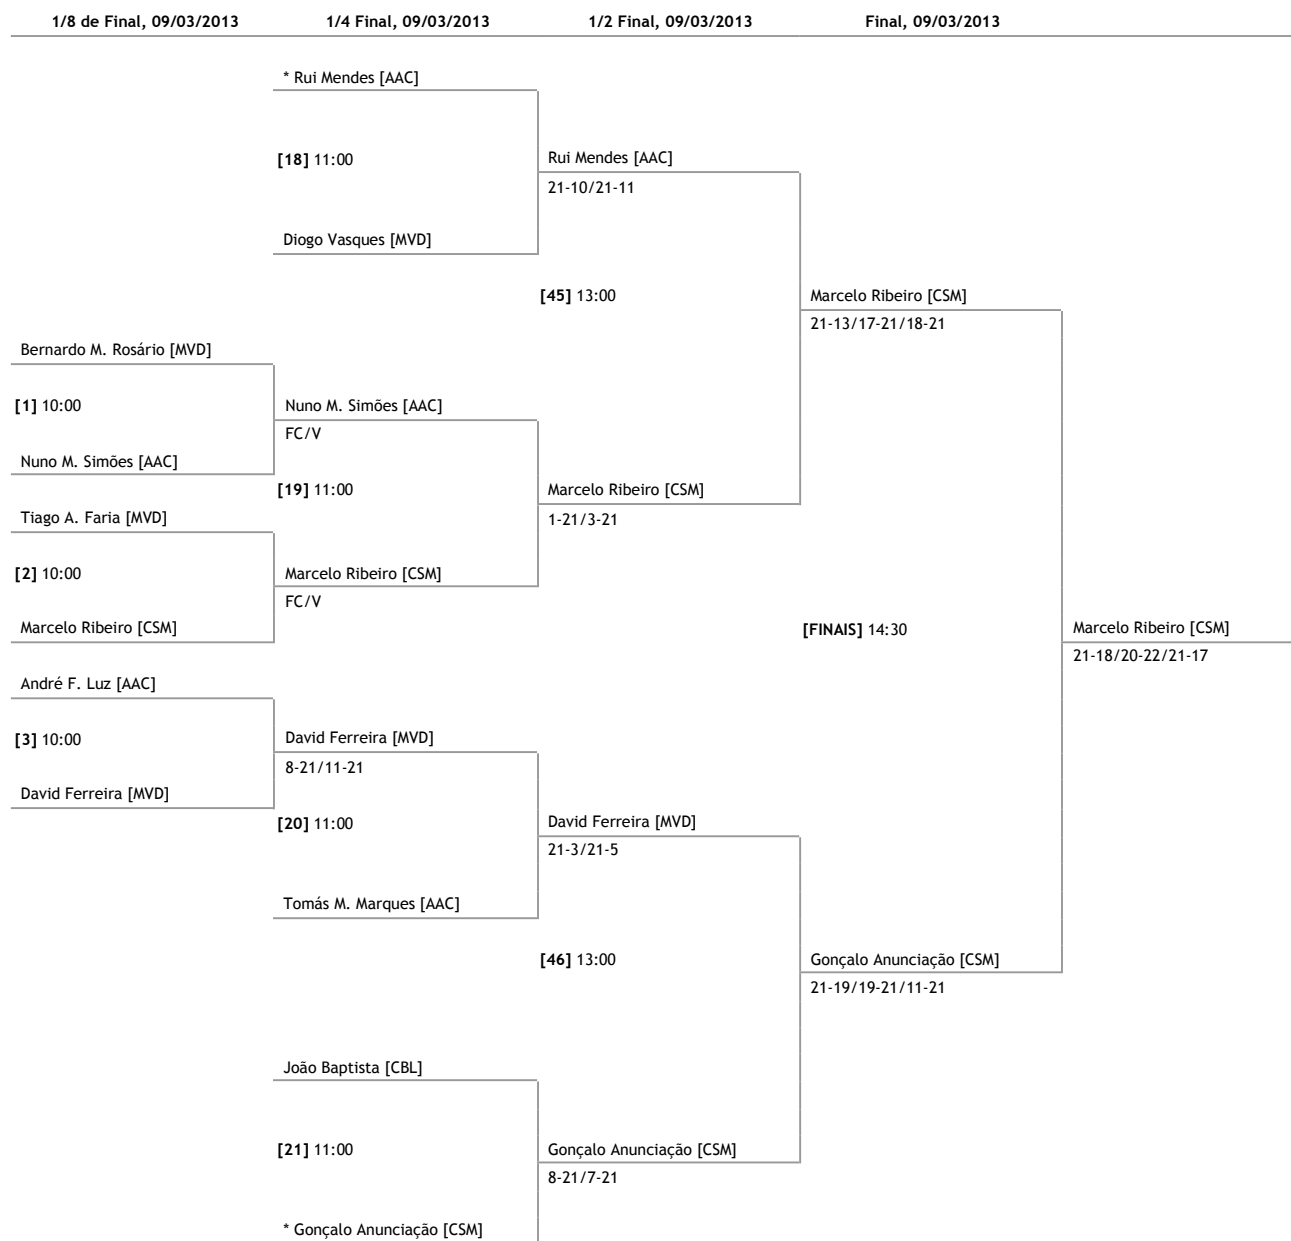 1/8 de Final, 09/03/2013 1/4 Final, 09/03/2013 1/2 Final, 09/03/2013 Final, 09/03/2013
* Rui Mendes [AAC]
[18] 11:00 Rui Mendes [AAC]
21-10/21-11
Diogo Vasques [MVD]
[45] 13:00 Marcelo Ribeiro [CSM]
21-13/17-21/18-21
Bernardo M. Rosário [MVD]
[1] 10:00 Nuno M. Simões [AAC]
FC/V
Nuno M. Simões [AAC]
[19] 11:00 Marcelo Ribeiro [CSM]
Tiago A. Faria [MVD]
1-21/3-21
[2] 10:00 Marcelo Ribeiro [CSM]
FC/V
Marcelo Ribeiro [CSM]
[FINAIS] 14:30 Marcelo Ribeiro [CSM]
21-18/20-22/21-17
André F. Luz [AAC]
[3] 10:00 David Ferreira [MVD]
8-21/11-21
David Ferreira [MVD]
[20] 11:00 David Ferreira [MVD]
21-3/21-5
Tomás M. Marques [AAC]
[46] 13:00 Gonçalo Anunciação [CSM]
21-19/19-21/11-21
João Baptista [CBL]
[21] 11:00 Gonçalo Anunciação [CSM]
8-21/7-21
* Gonçalo Anunciação [CSM]